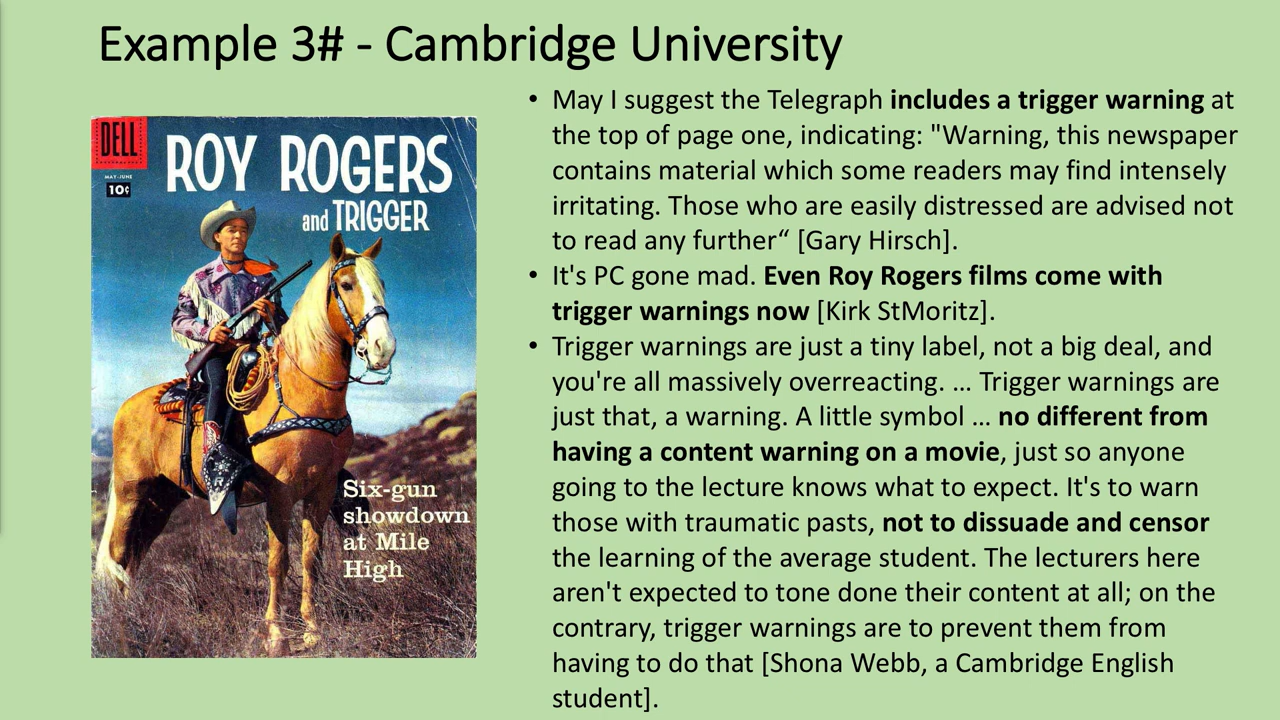 Example 3# - Cambridge University
DELL
MAY-JUNE
10¢
ROY ROGERS
and TRIGGER
Six-gun
showdown
at Mile
High
• May I suggest the Telegraph includes a trigger warning at
the top of page one, indicating: "Warning, this newspaper
contains material which some readers may find intensely
irritating. Those who are easily distressed are advised not
to read any further“ [Gary Hirsch].
• It's PC gone mad. Even Roy Rogers films come with
trigger warnings now [Kirk StMoritz].
• Trigger warnings are just a tiny label, not a big deal, and
you're all massively overreacting. ... Trigger warnings are
just that, a warning. A little symbol ... no different from
having a content warning on a movie, just so anyone
going to the lecture knows what to expect. It's to warn
those with traumatic pasts, not to dissuade and censor
the learning of the average student. The lecturers here
aren't expected to tone done their content at all; on the
contrary, trigger warnings are to prevent them from
having to do that [Shona Webb, a Cambridge English
student].